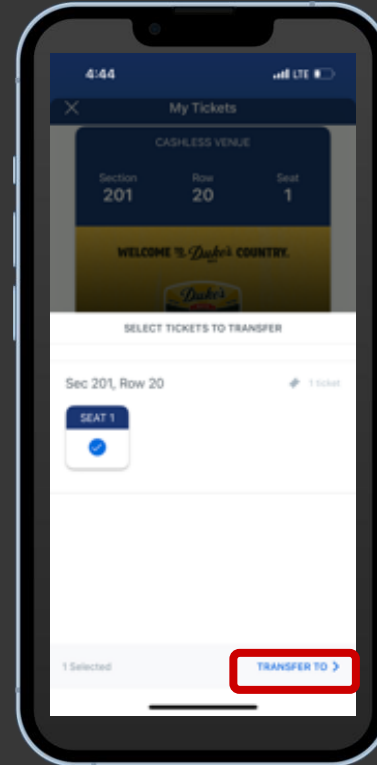 4:44
LTE
My Tickets
CASHLESS VENUE
Section Row Seat
201 20 1
WELCOME TO Duke's COUNTRY.
Duke's
SELECT TICKETS TO TRANSFER
Sec 201, Row 20
1 ticket
SEAT 1
1 Selected
TRANSFER TO >